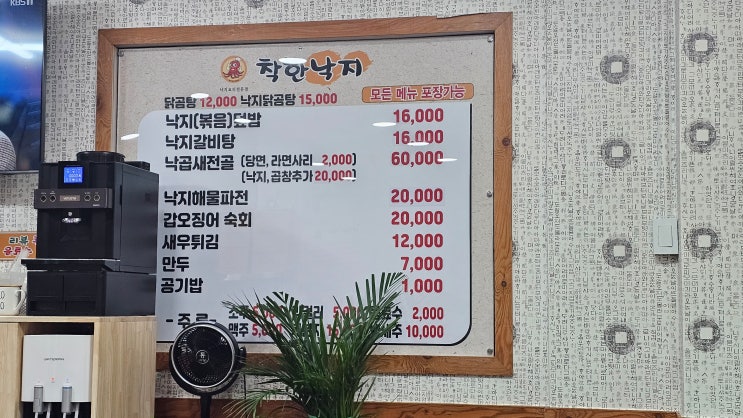 KBS
착한낙지
닭곰탕 12,000 낙지닭곰탕 15,000
모든 메뉴 포장가능
낙지(볶음)덮밥 16,000
낙지갈비탕 16,000
낙곱새전골 (당면, 라면사리 2,000) 60,000
(낙지, 곱창추가 20,000)
낙지해물파전 20,000
갑오징어 숙회 20,000
새우튀김 12,000
만두 7,000
공기밥 1,000
- 주류 -
2,000
맥주 10,000
리뷰